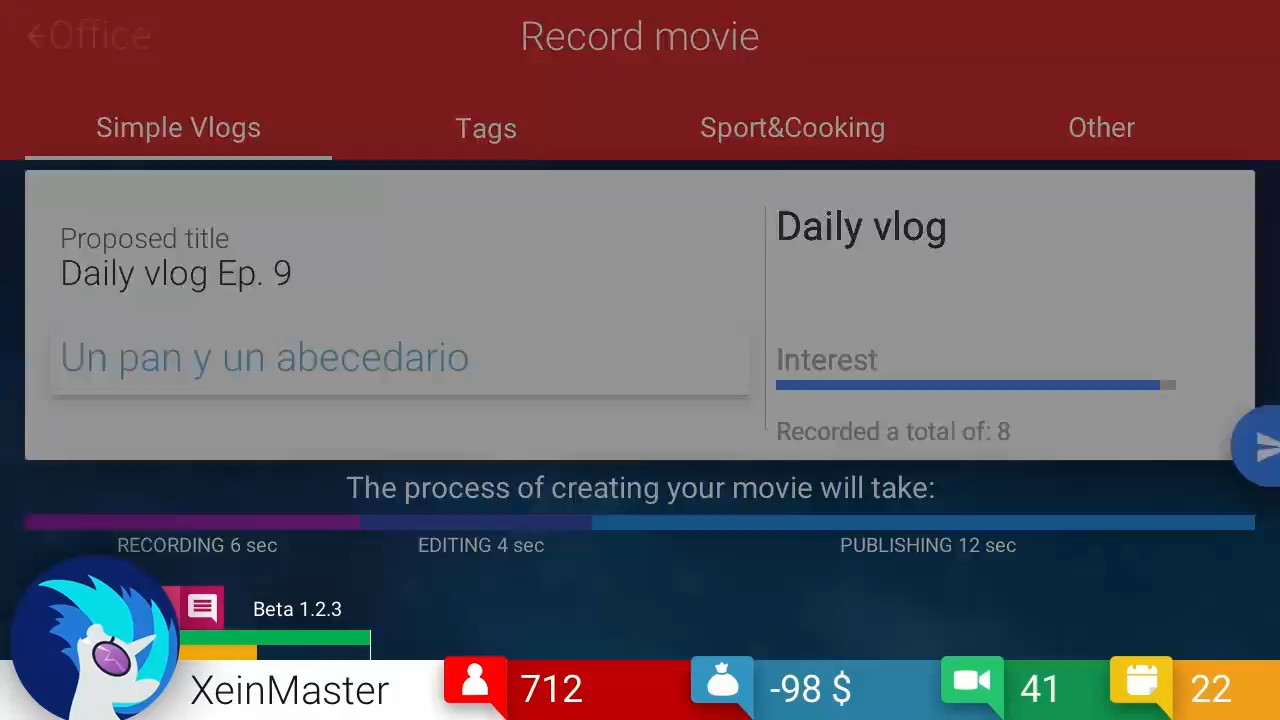 Office
Record movie
Simple Vlogs
Tags
Sport&Cooking
Other
Proposed title
Daily vlog Ep. 9
Un pan y un abecedario
Daily vlog
Interest
Recorded a total of: 8
The process of creating your movie will take:
RECORDING 6 sec
EDITING 4 sec
PUBLISHING 12 sec
Beta 1.2.3
XeinMaster
712
-98 $
41
22